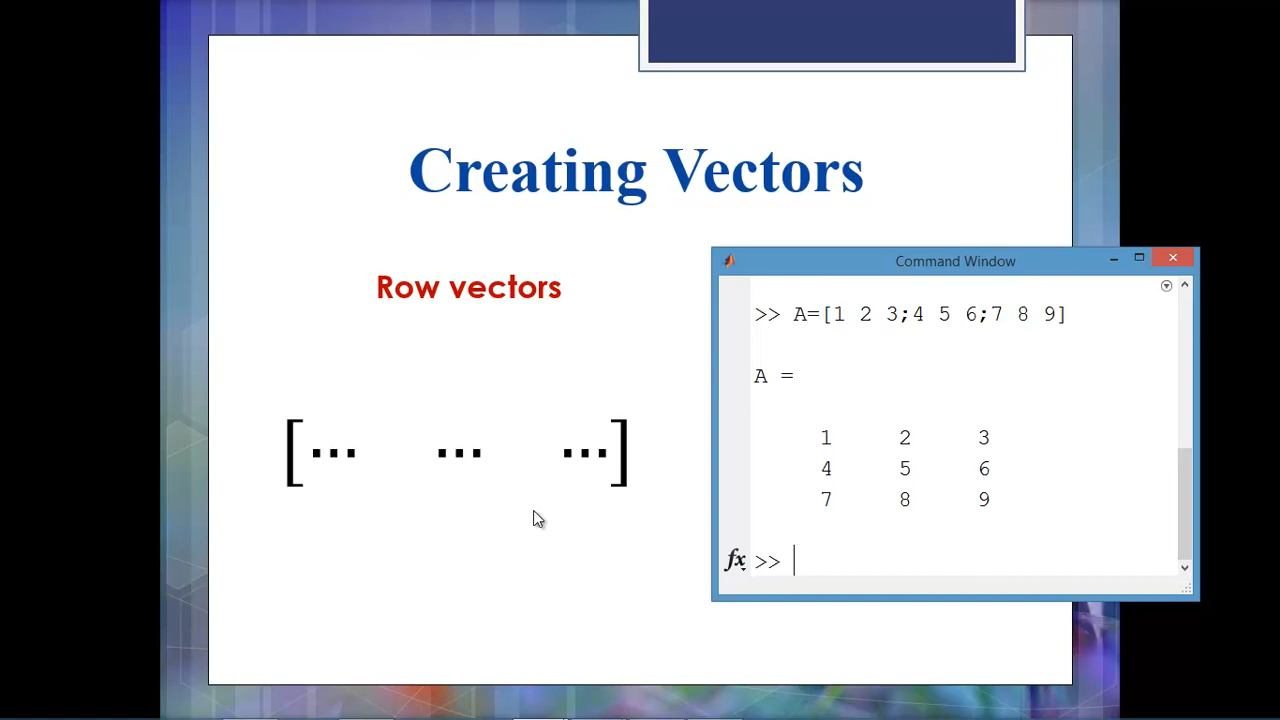 Creating Vectors
Row vectors
[... ... ...]
Command Window
>> A=[1 2 3;4 5 6;7 8 9]
A =
1 2 3
4 5 6
7 8 9
fx >>